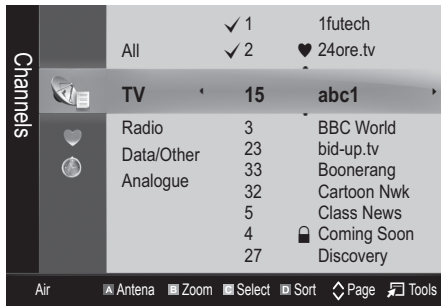 Channels
✓ 1 1futech
All ✓ 2 ♥ 24ore.tv
TV 15 abc1
Radio 3 BBC World
Data/Other 23 bid-up.tv
Analogue 33 Boonerang
32 Cartoon Nwk
5 Class News
4 Coming Soon
27 Discovery
Air A Antena B Zoom C Select D Sort Page Tools